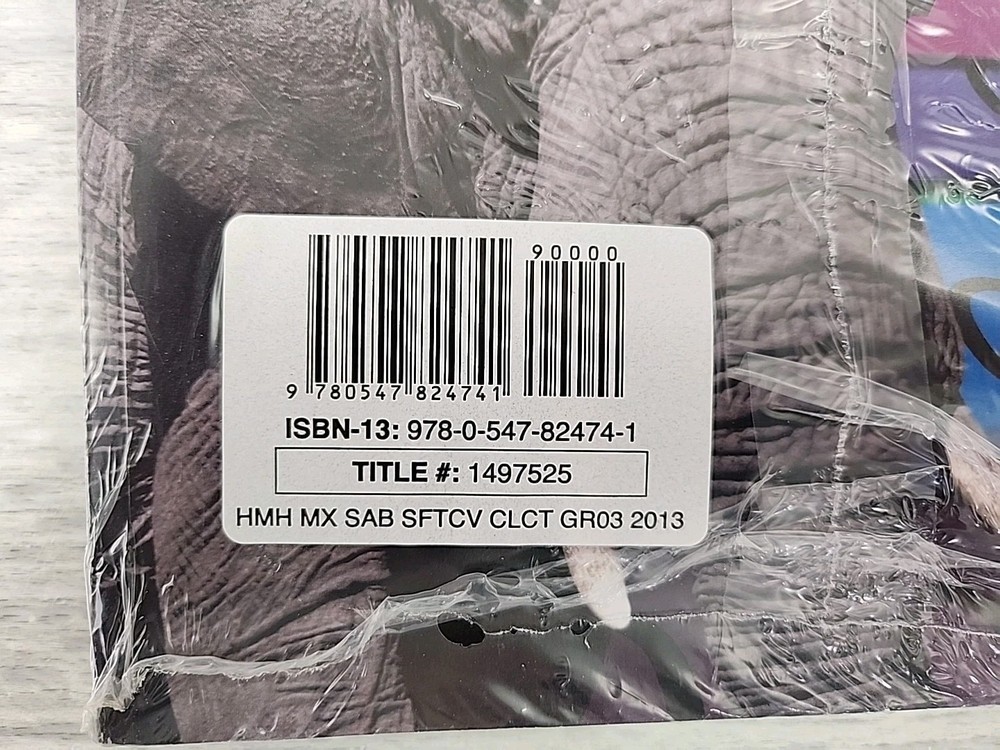 90000
9 780547 824741
ISBN-13: 978-0-547-82474-1
TITLE #: 1497525
HMH MX SAB SFTCV CLCT GR03 2013